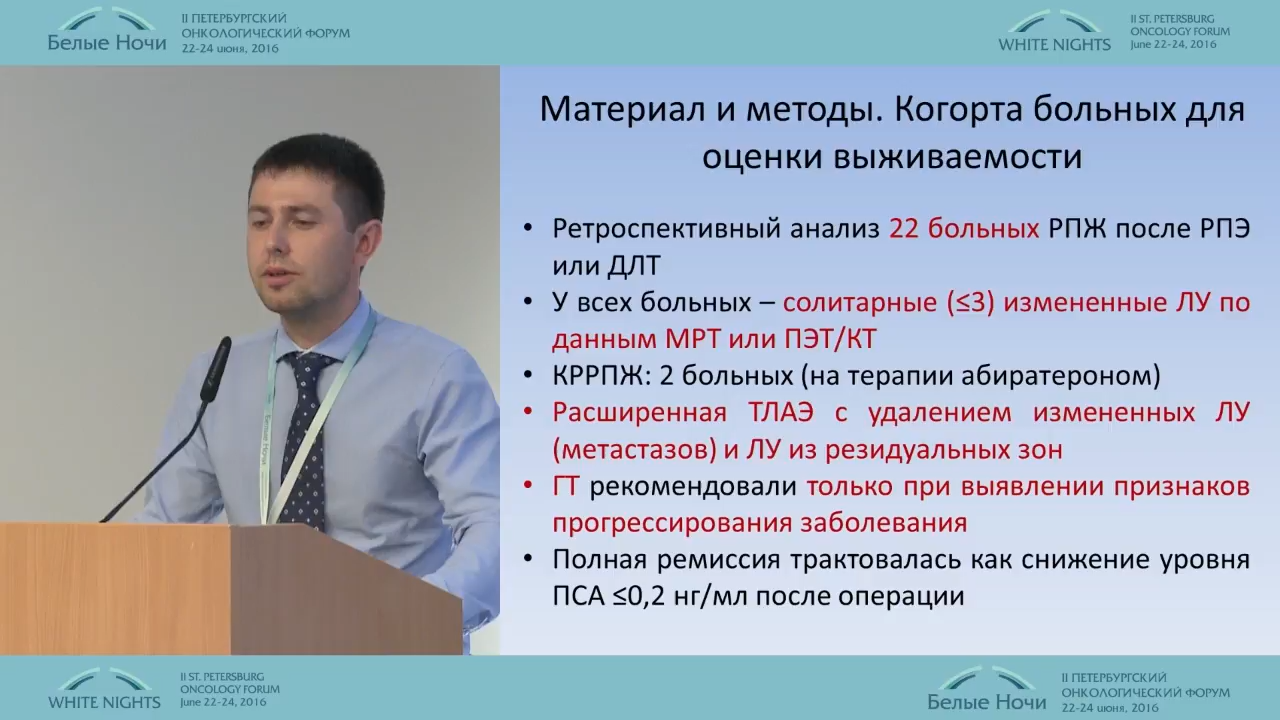 Белые Ночи
II ПЕТЕРБУРГСКИЙ
ОНКОЛОГИЧЕСКИЙ ФОРУМ
22-24 июня, 2016
WHITE NIGHTS
II ST. PETERSBURG
ONCOLOGY FORUM
June 22-24, 2016
Материал и методы. Когорта больных для
оценки выживаемости
• Ретроспективный анализ 22 больных РПЖ после РПЭ
или ДЛТ
• У всех больных – солитарные (≤3) измененные ЛУ по
данным МРТ или ПЭТ/КТ
• КРРПЖ: 2 больных (на терапии абиратероном)
• Расширенная ТЛАЭ с удалением измененных ЛУ
(метастазов) и ЛУ из резидуальных зон
• ГТ рекомендовали только при выявлении признаков
прогрессирования заболевания
• Полная ремиссия трактовалась как снижение уровня
ПСА ≤0,2 нг/мл после операции
WHITE NIGHTS
II ST. PETERSBURG
ONCOLOGY FORUM
June 22-24, 2016
Белые Ночи
II ПЕТЕРБУРГСКИЙ
ОНКОЛОГИЧЕСКИЙ ФОРУМ
22-24 июня, 2016